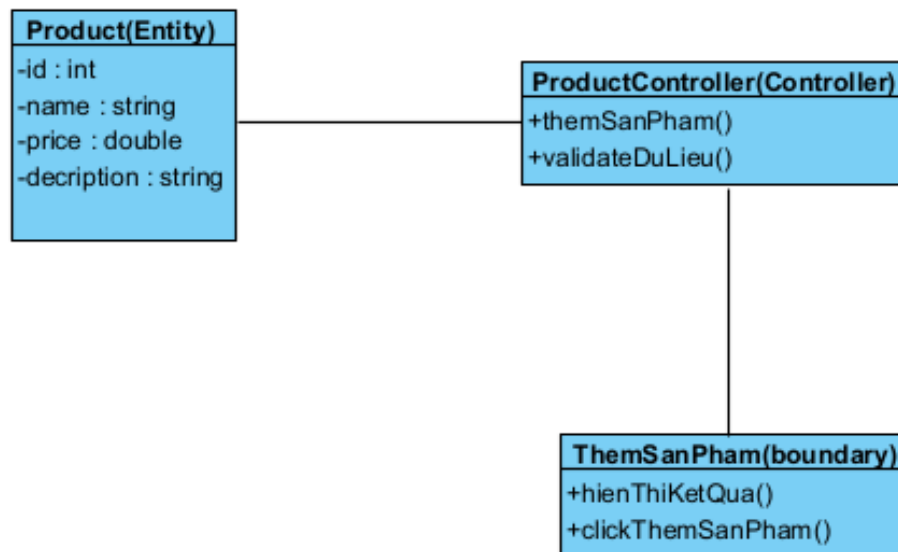 Product(Entity)
-id : int
-name : string
-price : double
-decription : string
ProductController(Controller)
+themSanPham()
+validateDuLieu()
ThemSanPham(boundary)
+hienThiKetQua()
+clickThemSanPham()